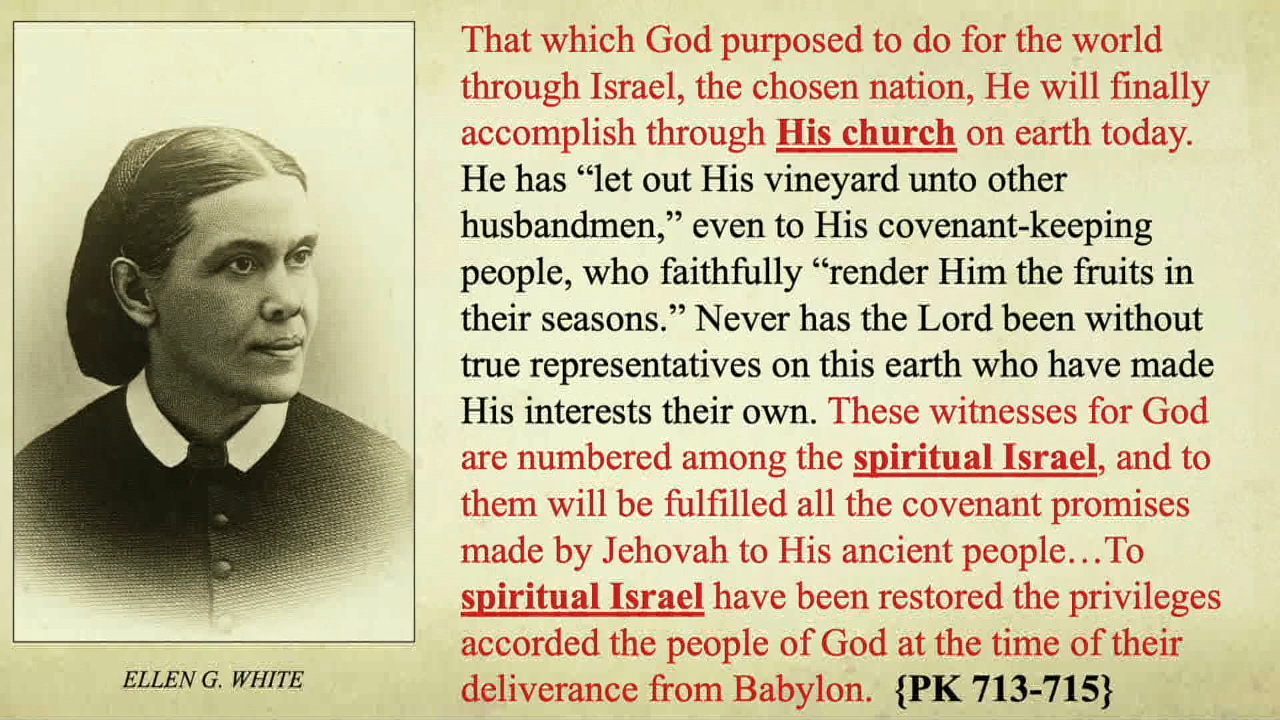 That which God purposed to do for the world
through Israel, the chosen nation, He will finally
accomplish through His church on earth today.
He has “let out His vineyard unto other
husbandmen,” even to His covenant-keeping
people, who faithfully “render Him the fruits in
their seasons.” Never has the Lord been without
true representatives on this earth who have made
His interests their own. These witnesses for God
are numbered among the spiritual Israel, and to
them will be fulfilled all the covenant promises
made by Jehovah to His ancient people…To
spiritual Israel have been restored the privileges
accorded the people of God at the time of their
deliverance from Babylon. {PK 713-715}
ELLEN G. WHITE